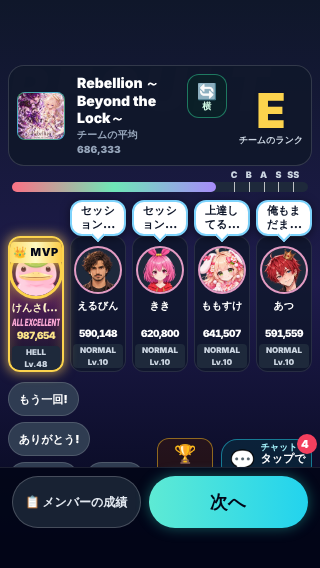 Rebellion ～
Beyond the
Lock～
チームの平均
686,333
横
E
チームのランク
C B A S SS
セッシ
ョン...
セッシ
ョン...
上達し
てる...
俺もま
だま...
MVP
けんさ(...
ALL EXCELLENT
987,654
HELL
Lv.48
えるびん
590,148
NORMAL
Lv.10
きき
620,800
NORMAL
Lv.10
ももすけ
641,507
NORMAL
Lv.10
あつ
591,559
NORMAL
Lv.10
もう一回!
ありがとう!
チャット
タップで
4
メンバーの成績
次へ